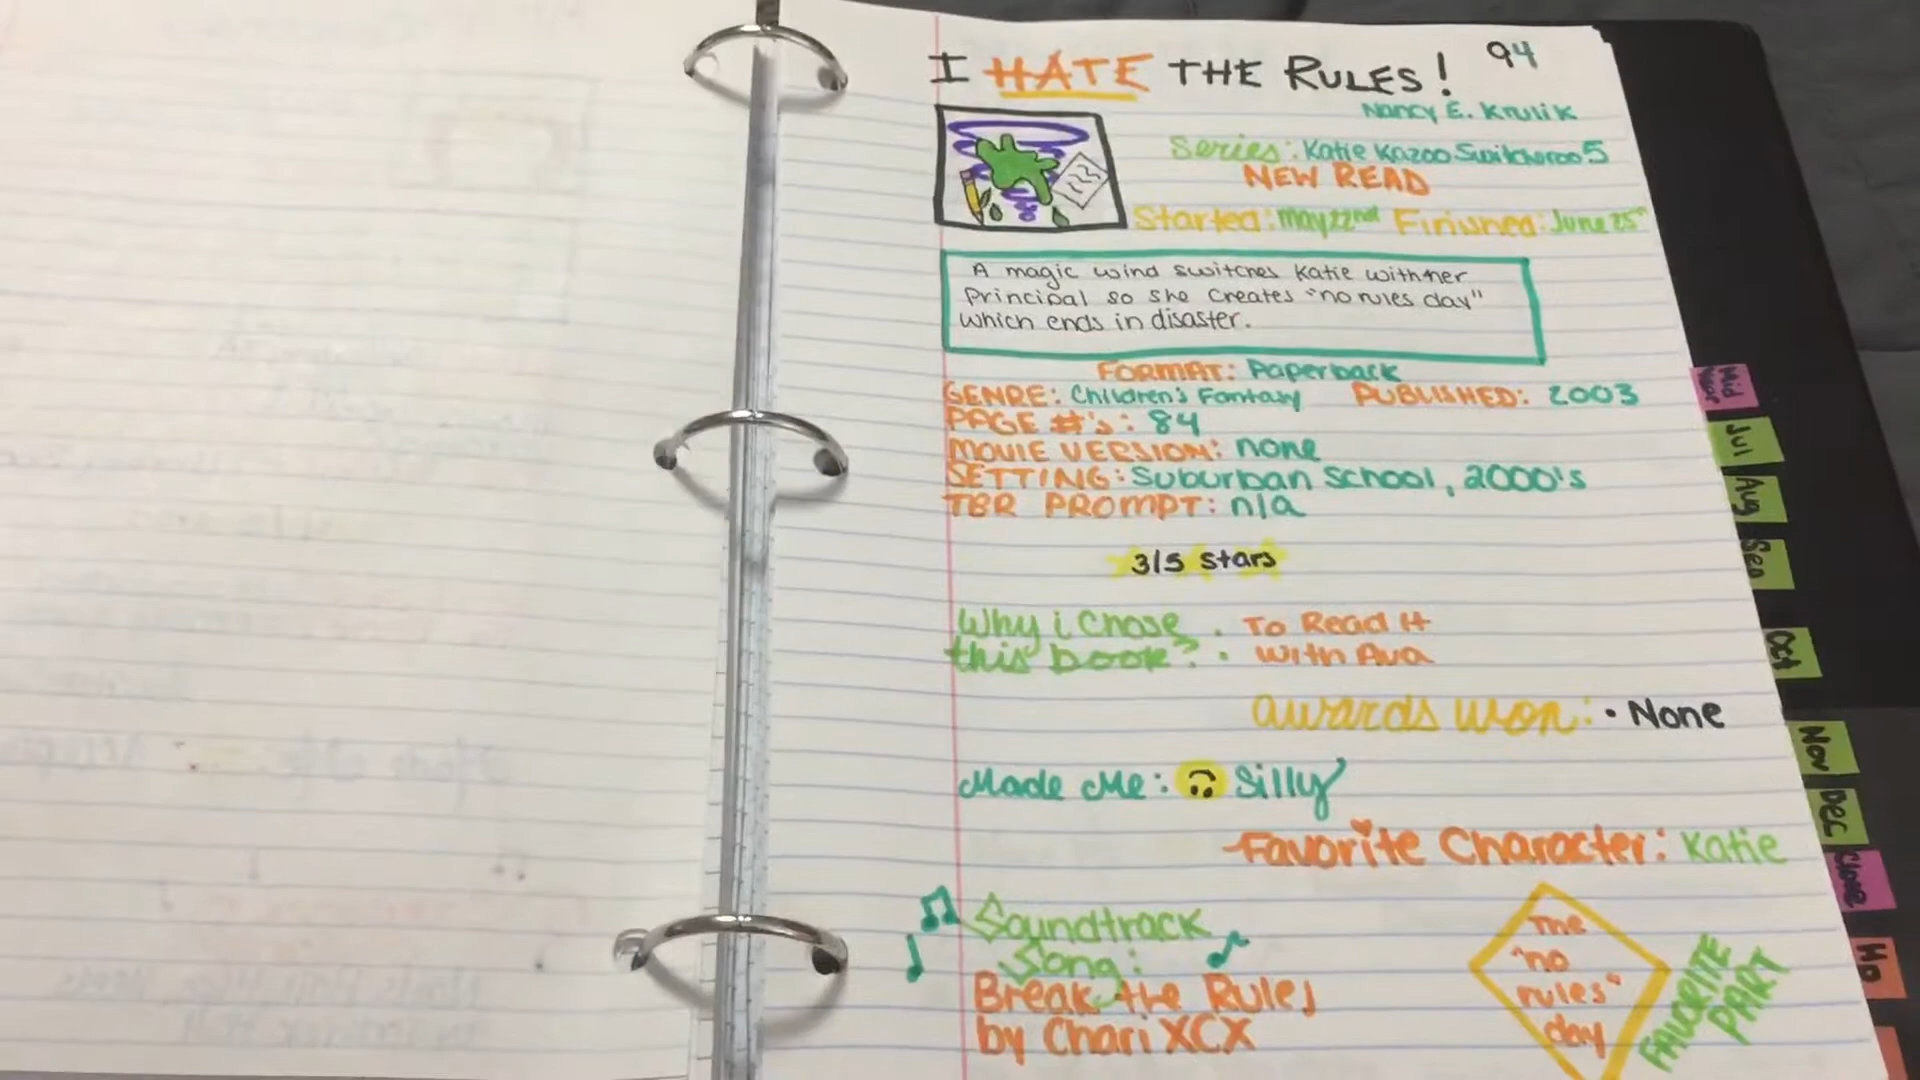 I HATE THE RULES! 94
Nancy E. Krulik
Series: Katie Kazoo Switcheroo 5
NEW READ
Started: May 22nd Finished: June 25th
A magic wind switches Katie with her
Principal so she creates "no rules day"
which ends in disaster.
FORMAT: Paperback
GENRE: Children's Fantasy PUBLISHED: 2003
PAGE #'s: 84
MOVIE VERSION: none
SETTING: Suburban School, 2000's
TBR PROMPT: n/a
3/5 stars
Why i chose : To Read It
this book? : with Ava
awards won: • None
Made Me: Silly
Favorite Character: Katie
Soundtrack
Song:
Break the Rules
by Chari XCX
The
"no
rules"
day
FAVORITE
PART
Mid
Year
Jul
Aug
Sep
Oct
Nov
DEC
Close